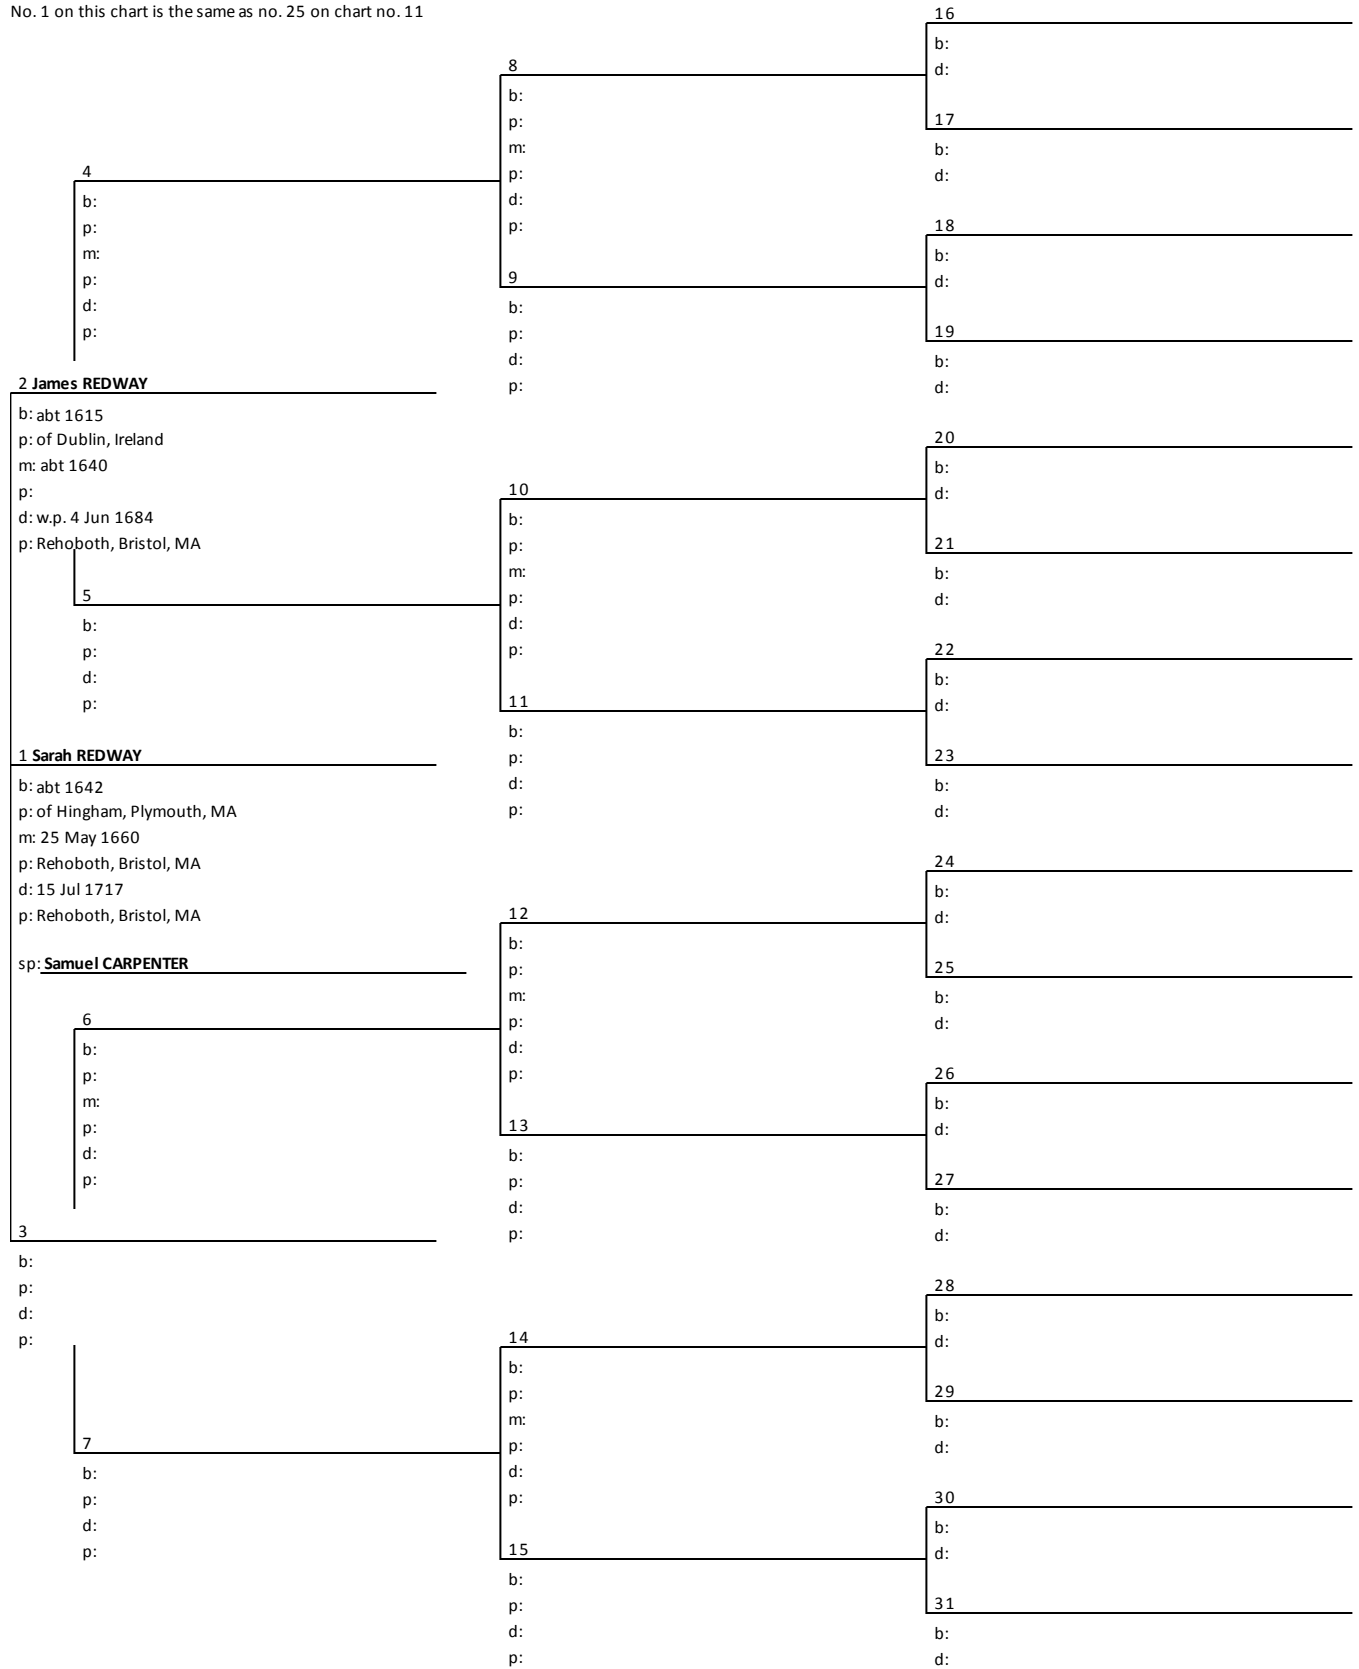 No. 1 on this chart is the same as no. 25 on chart no. 11
4
b:
p:
m:
p:
d:
p:
2 James REDWAY
b: abt 1615
p: of Dublin, Ireland
m: abt 1640
p:
d: w.p. 4 Jun 1684
p: Rehoboth, Bristol, MA
5
b:
p:
d:
p:
1 Sarah REDWAY
b: abt 1642
p: of Hingham, Plymouth, MA
m: 25 May 1660
p: Rehoboth, Bristol, MA
d: 15 Jul 1717
p: Rehoboth, Bristol, MA
sp: Samuel CARPENTER
6
b:
p:
m:
p:
d:
p:
3
b:
p:
d:
p:
7
b:
p:
d:
p:
8
b:
p:
m:
p:
d:
p:
9
b:
p:
d:
p:
10
b:
p:
m:
p:
d:
p:
11
b:
p:
d:
p:
12
b:
p:
m:
p:
d:
p:
13
b:
p:
d:
p:
14
b:
p:
m:
p:
d:
p:
15
b:
p:
d:
p:
16
b:
d:
17
b:
d:
18
b:
d:
19
b:
d:
20
b:
d:
21
b:
d:
22
b:
d:
23
b:
d:
24
b:
d:
25
b:
d:
26
b:
d:
27
b:
d:
28
b:
d:
29
b:
d:
30
b:
d:
31
b:
d: